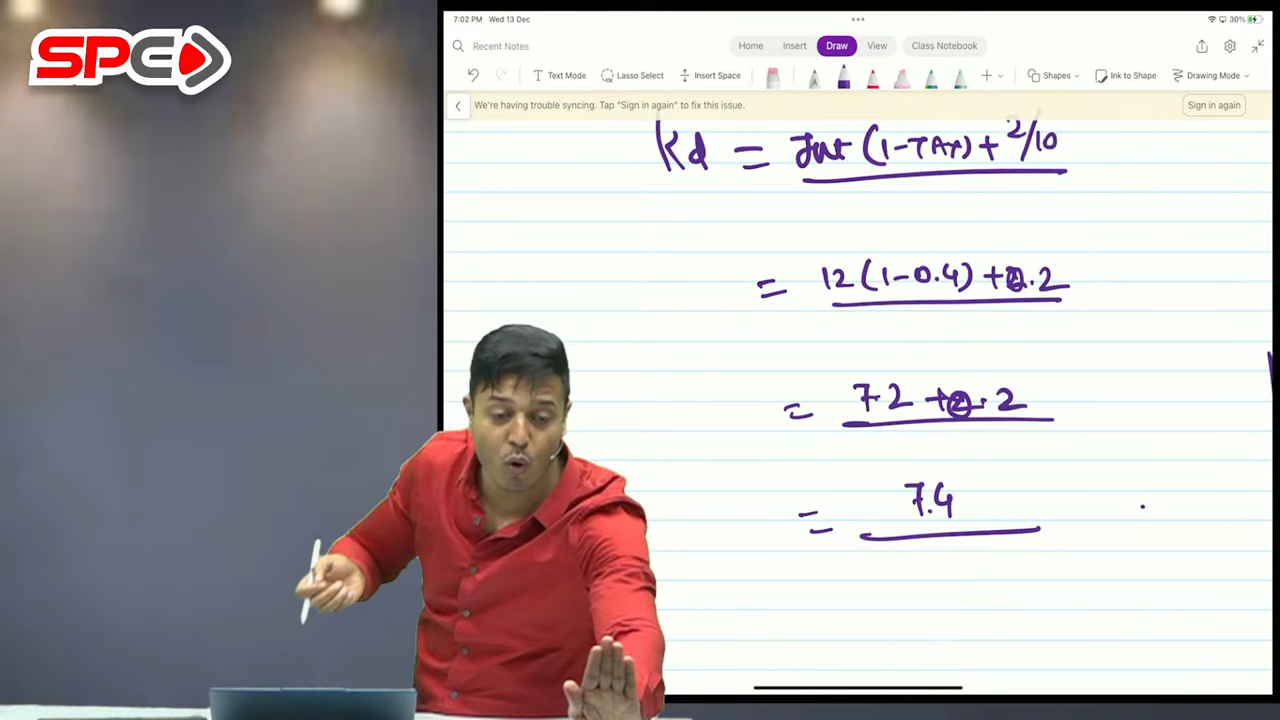 SPED
7:02 PM Wed 13 Dec
30%
Recent Notes
Home Insert Draw View Class Notebook
Text Mode Lasso Select Insert Space Shapes Ink to Shape Drawing Mode
We're having trouble syncing. Tap "Sign in again" to fix this issue. Sign in again
Kd = Int (1-TAX) + 2/10
= 12 (1-0.4) + 0.2
= 7.2 + 0.2
= 7.4